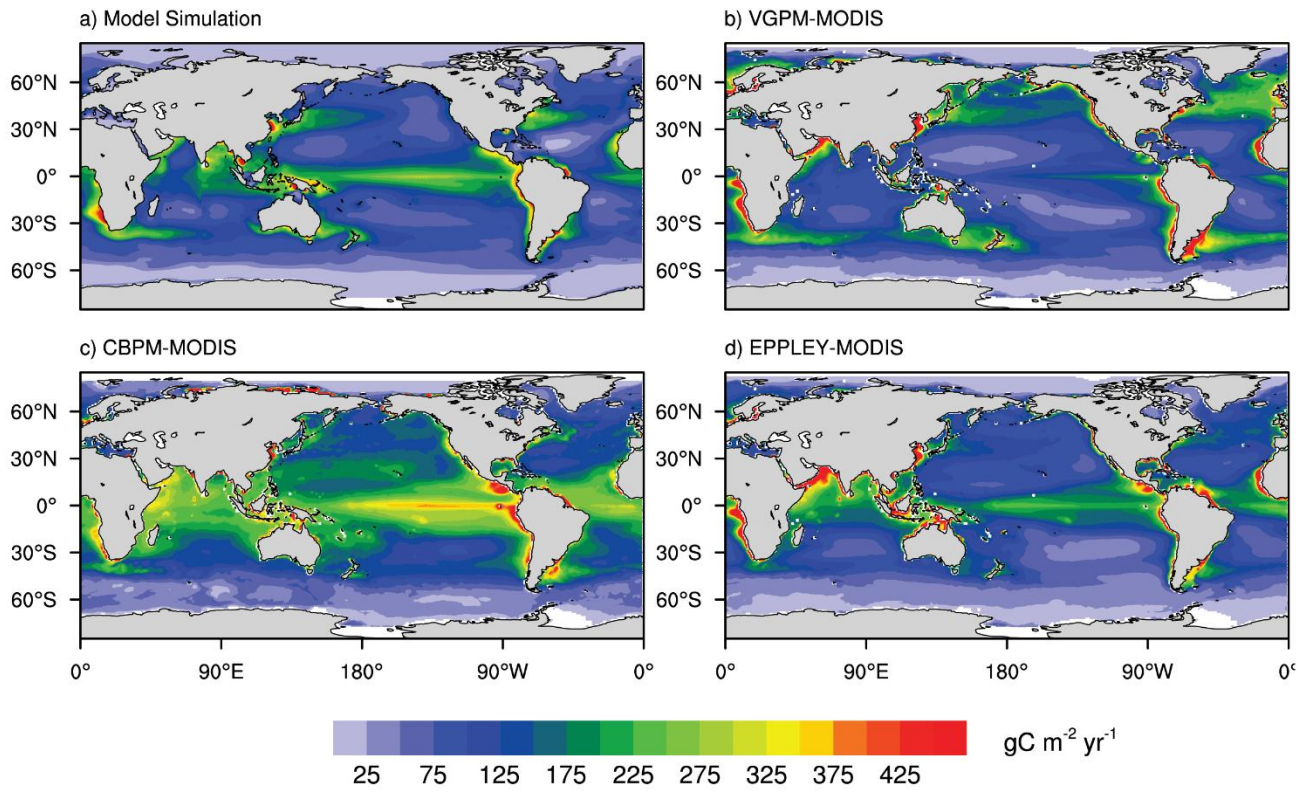 a) Model Simulation
b) VGPM-MODIS
60°N
30°N
0°
30°S
60°S
60°N
30°N
0°
30°S
60°S
c) CBPM-MODIS
d) EPPLEY-MODIS
60°N
30°N
0°
30°S
60°S
60°N
30°N
0°
30°S
60°S
0° 90°E 180° 90°W 0°
0° 90°E 180° 90°W 0°
25 75 125 175 225 275 325 375 425
gC m⁻² yr⁻¹